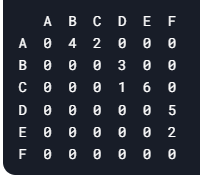 A B C D E F
A 0 4 2 0 0 0
B 0 0 0 3 0 0
C 0 0 0 1 6 0
D 0 0 0 0 0 5
E 0 0 0 0 0 2
F 0 0 0 0 0 0